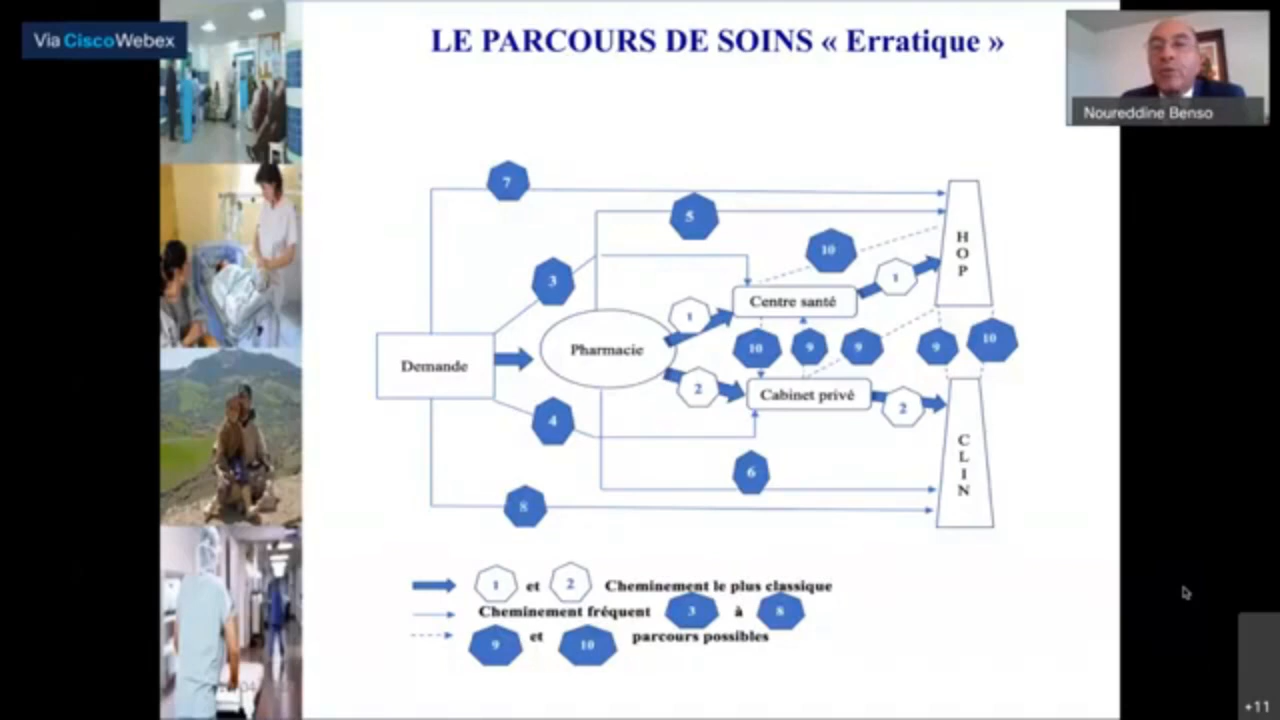 Via Cisco Webex
LE PARCOURS DE SOINS « Erratique »
Noureddine Benso
7
5
H
O
P
10
3
1
Centre santé
1
Pharmacie
10
9
9
9
10
Demande
2
Cabinet privé
2
4
C
L
I
N
6
8
1 et 2 Cheminement le plus classique
Cheminement fréquent 3 à 8
9 et 10 parcours possibles
+11